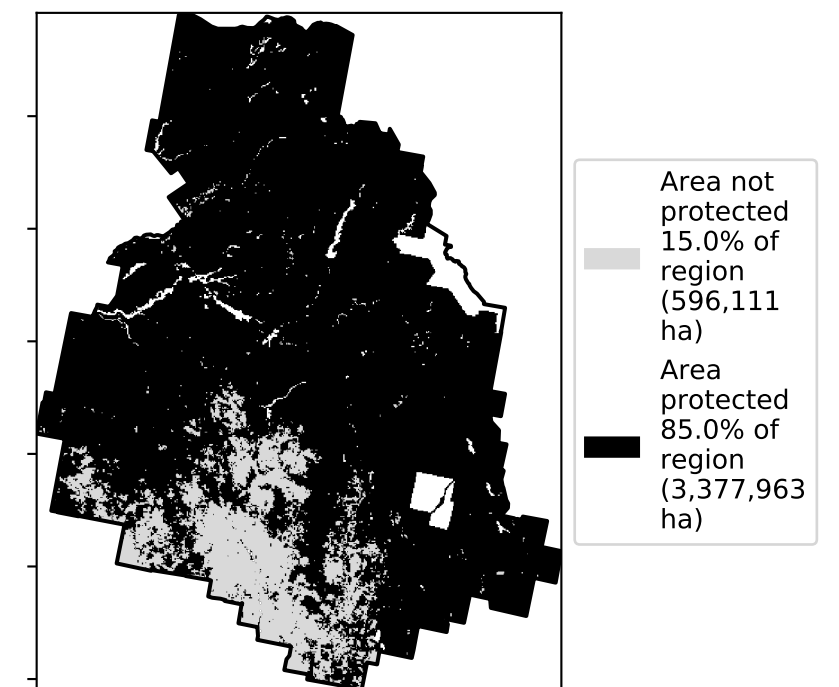 Area not
protected
15.0% of
region
(596,111
ha)
Area
protected
85.0% of
region
(3,377,963
ha)